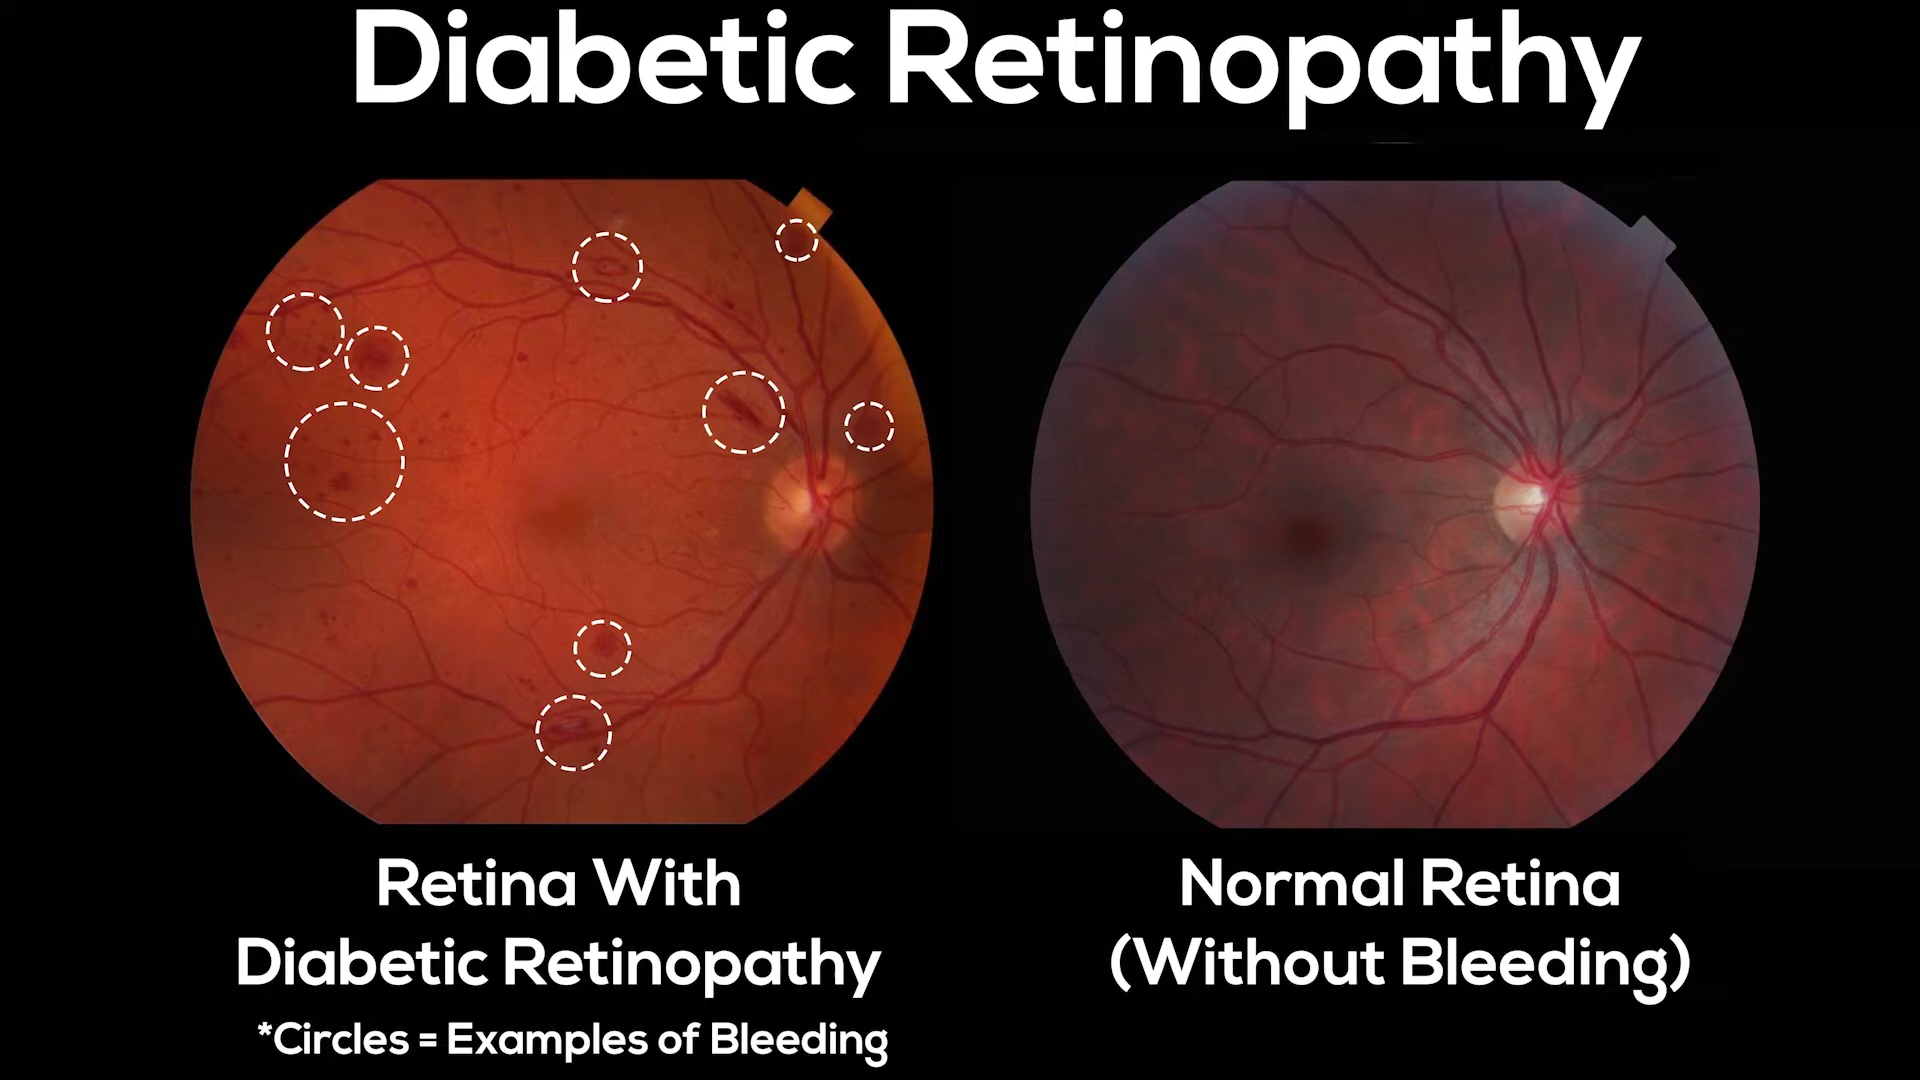 Diabetic Retinopathy
Retina With
Diabetic Retinopathy
*Circles = Examples of Bleeding
Normal Retina
(Without Bleeding)